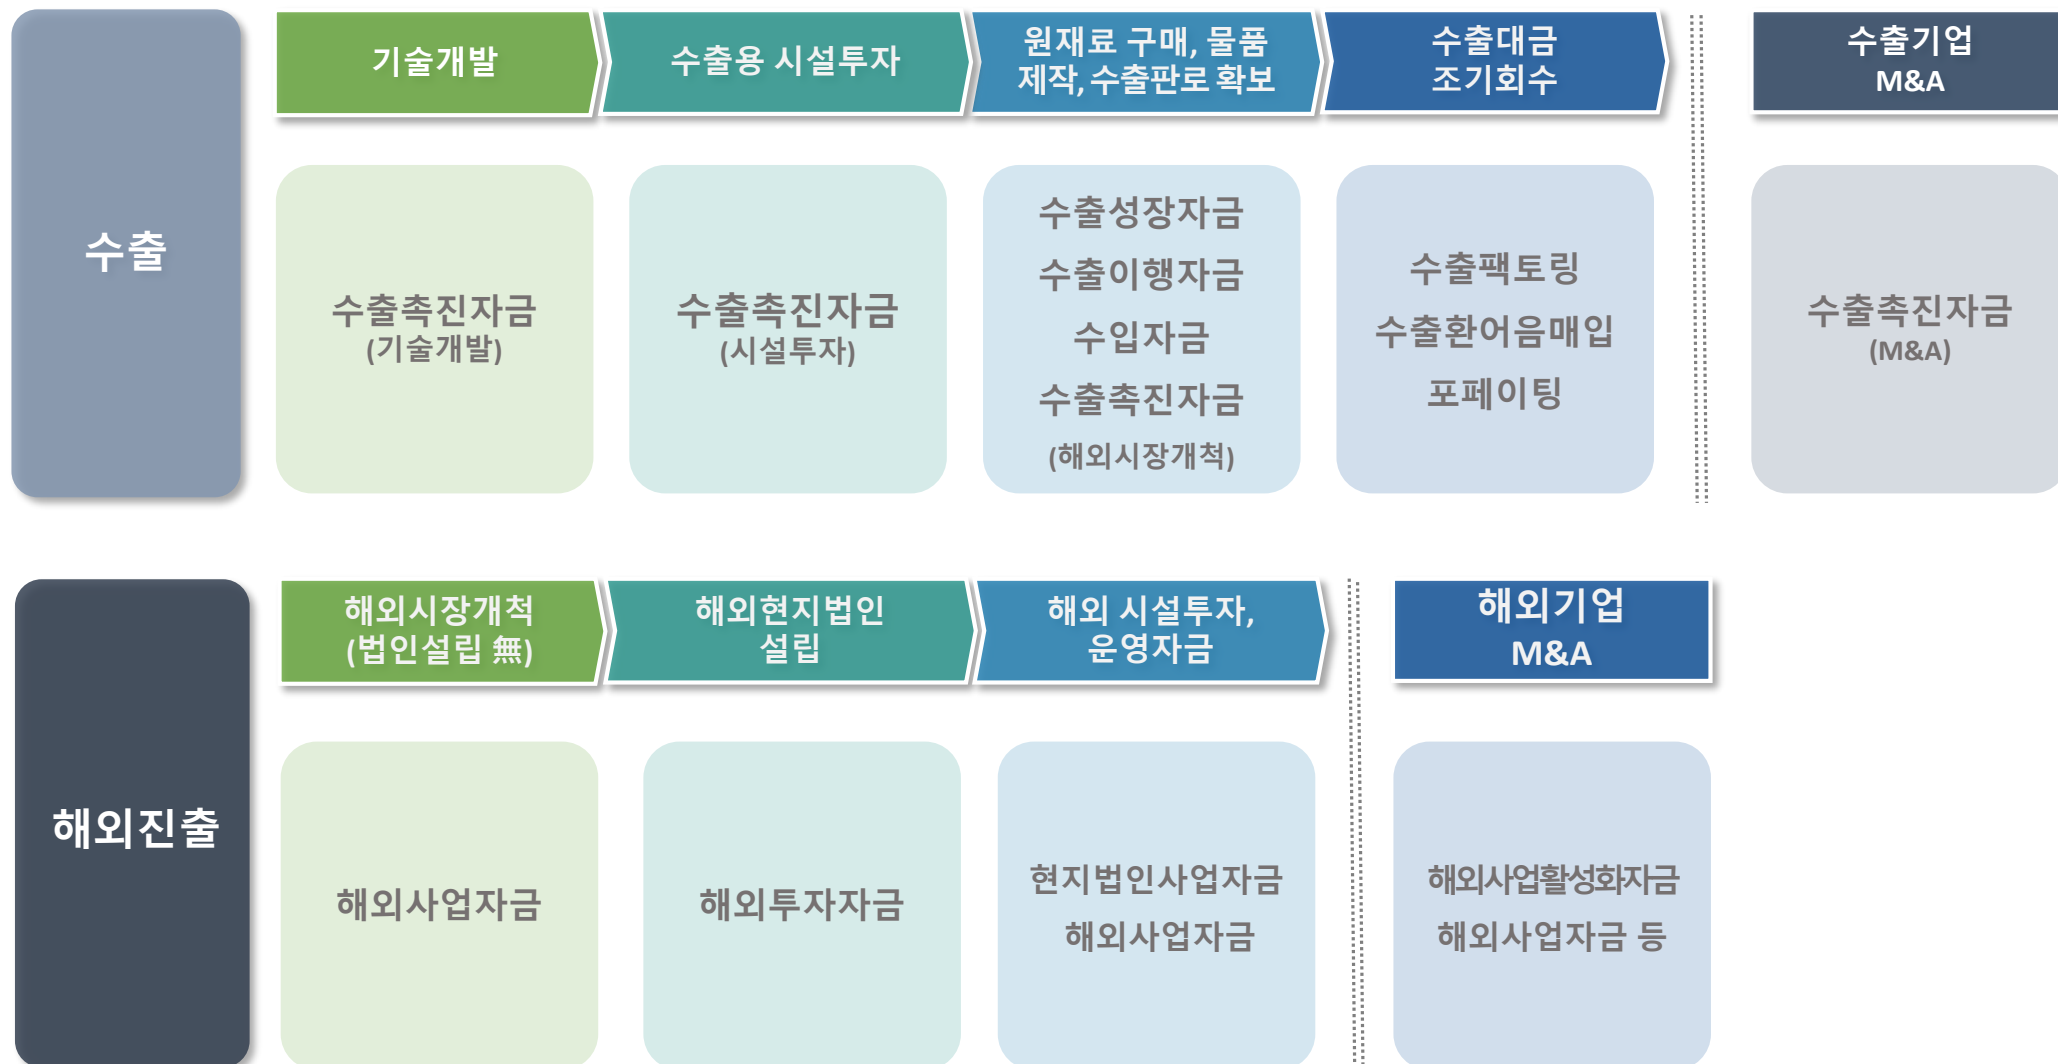 수출
기술개발
수출용 시설투자
원재료 구매, 물품
제작, 수출판로 확보
수출대금
조기회수
수출기업
M&A
수출촉진자금
(기술개발)
수출촉진자금
(시설투자)
수출성장자금
수출이행자금
수입자금
수출촉진자금
(해외시장개척)
수출팩토링
수출환어음매입
포페이팅
수출촉진자금
(M&A)
해외진출
해외시장개척
(법인설립 無)
해외현지법인
설립
해외 시설투자,
운영자금
해외기업
M&A
해외사업자금
해외투자자금
현지법인사업자금
해외사업자금
해외사업활성화자금
해외사업자금 등